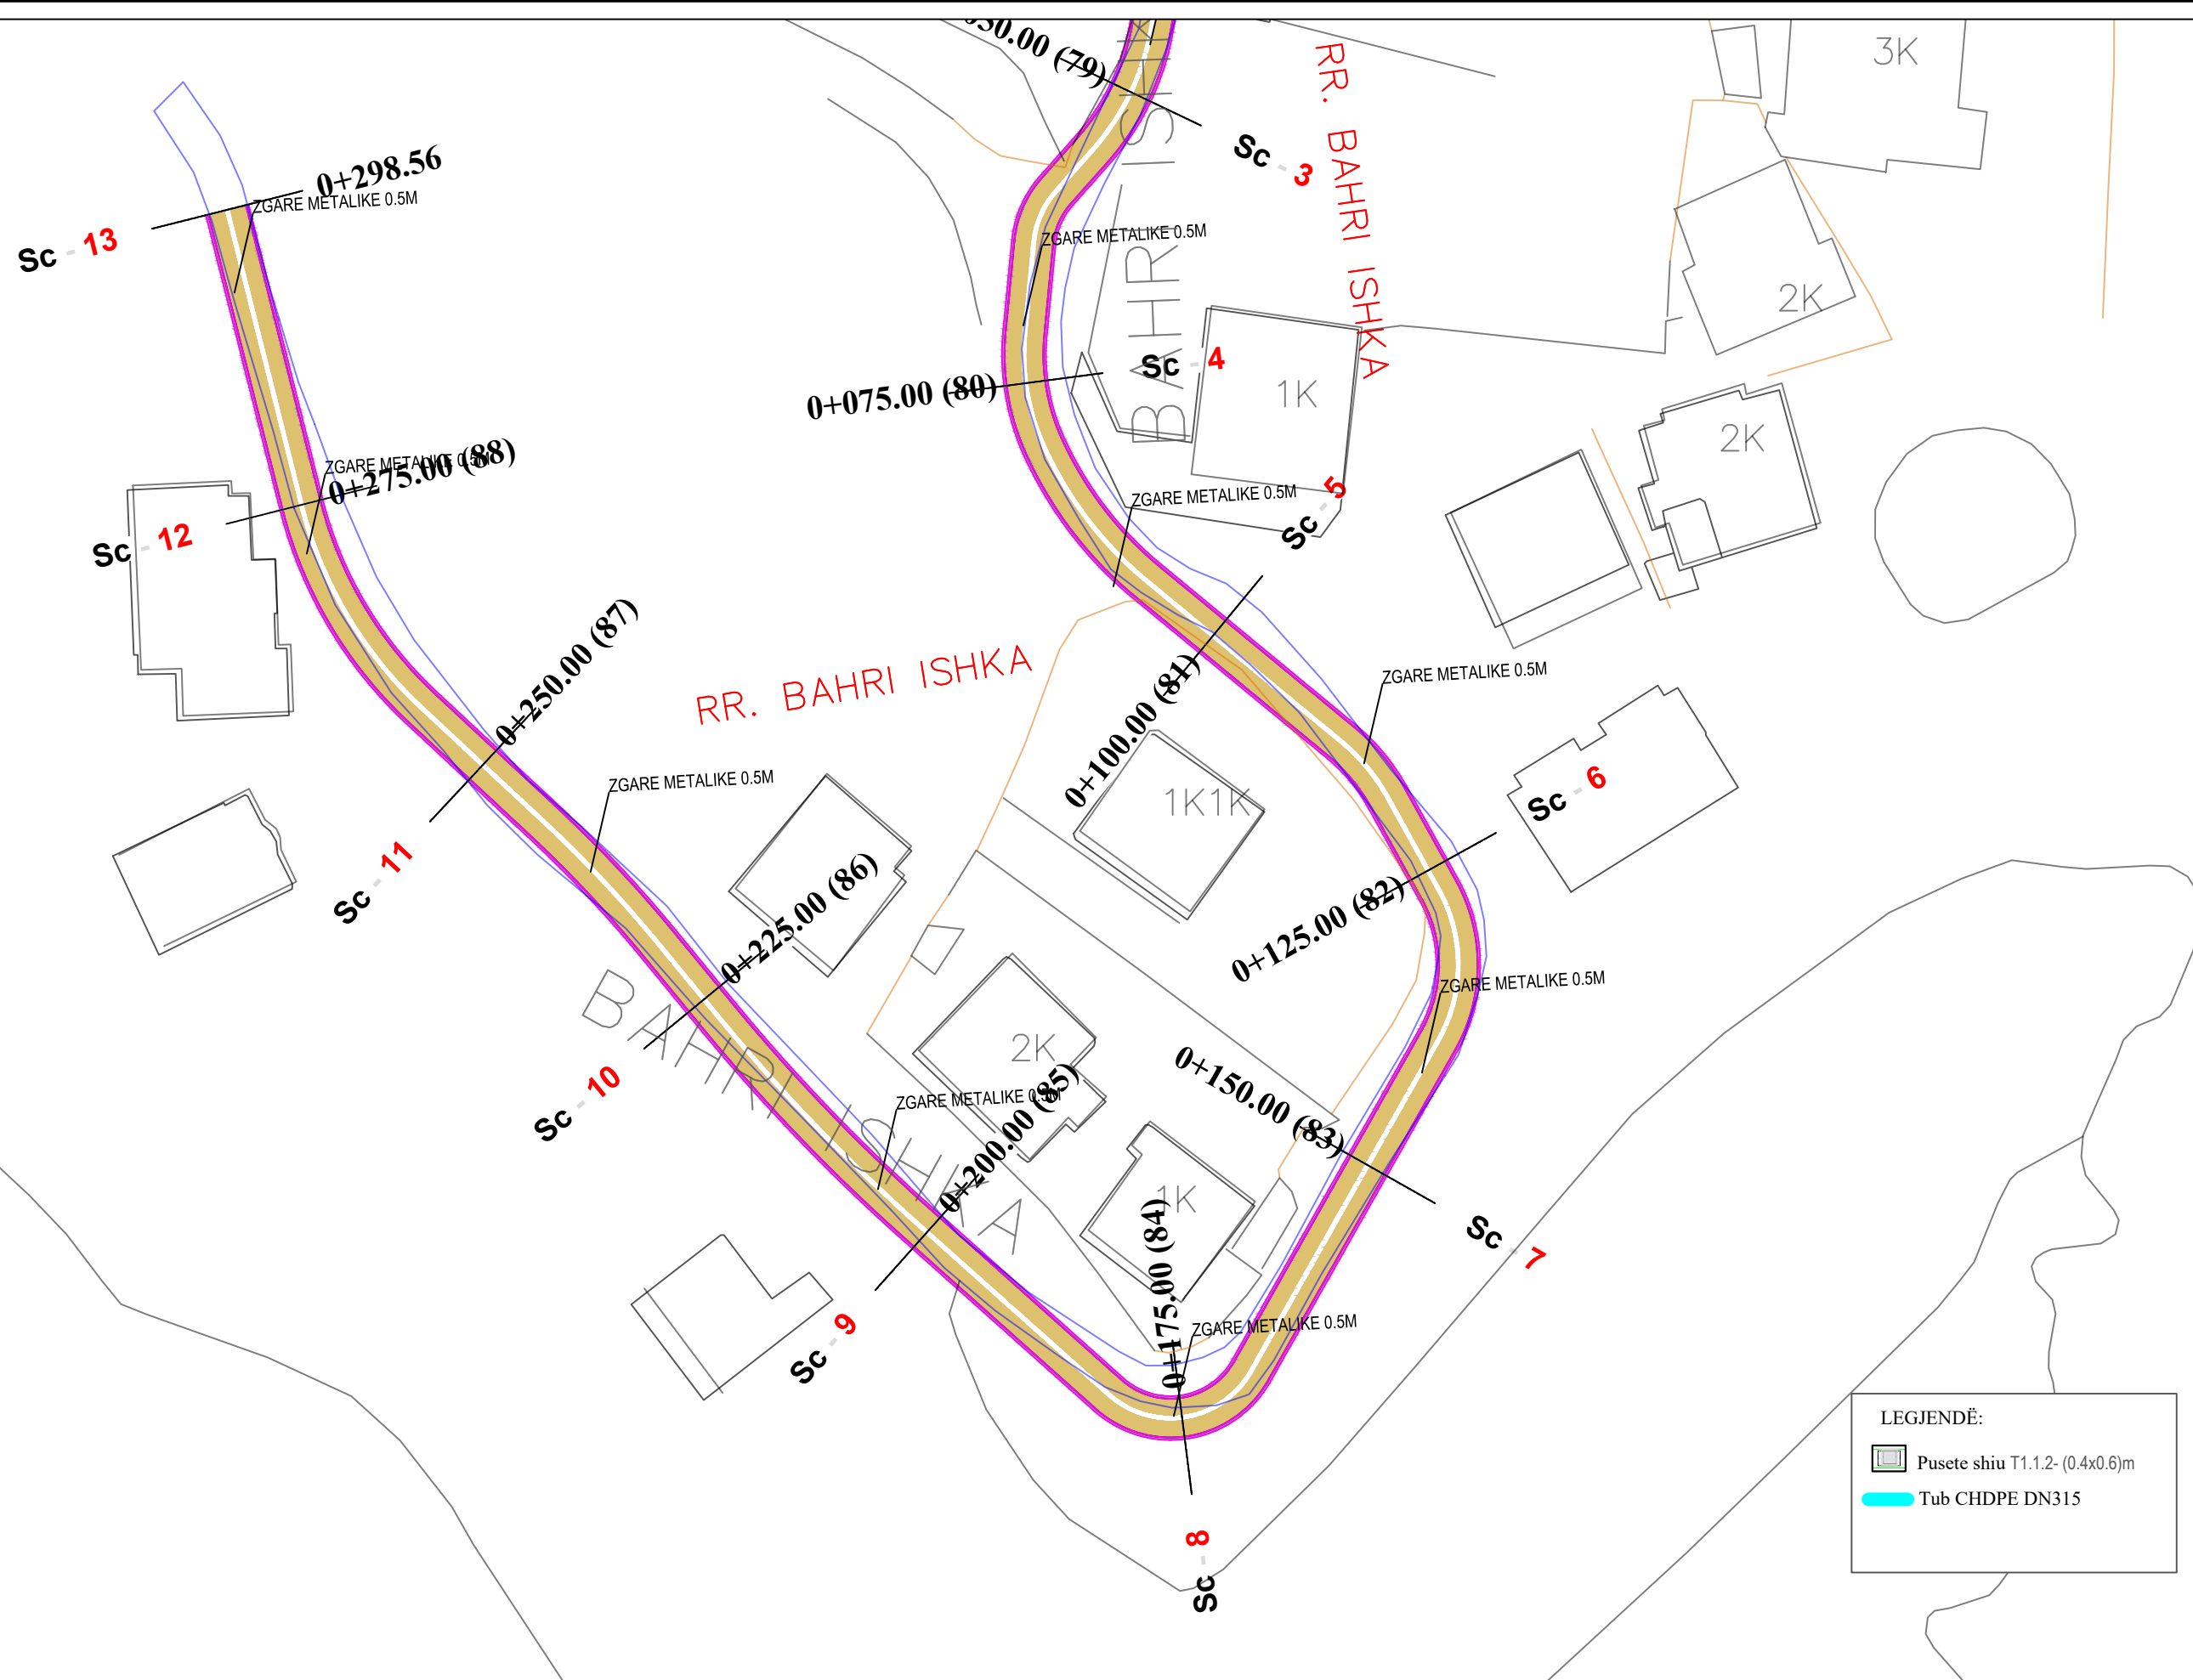 (79)
Sc - 3
RR. BAHRI ISHKA
BAHRI ISHK
3K
0+298.56
ZGARE METALIKE 0.5M
Sc - 13
ZGARE METALIKE 0.5M
2K
0+075.00 (80)
Sc - 4
1K
2K
ZGARE METALIKE 0.5M
0+275.00 (88)
Sc - 12
ZGARE METALIKE 0.5M
Sc - 5
0+250.00 (87)
RR. BAHRI ISHKA
0+100.00 (81)
ZGARE METALIKE 0.5M
ZGARE METALIKE 0.5M
1K1K
Sc - 6
Sc - 11
0+225.00 (86)
0+125.00 (82)
ZGARE METALIKE 0.5M
BAHRI ISHKA
2K
0+150.00 (83)
Sc - 10
ZGARE METALIKE 0.5M
0+200.00 (85)
1K
0+175.00 (84)
Sc - 7
ZGARE METALIKE 0.5M
Sc - 9
Sc - 8
LEGJENDË:
Pusete shiu T1.1.2- (0.4x0.6)m
Tub CHDPE DN315